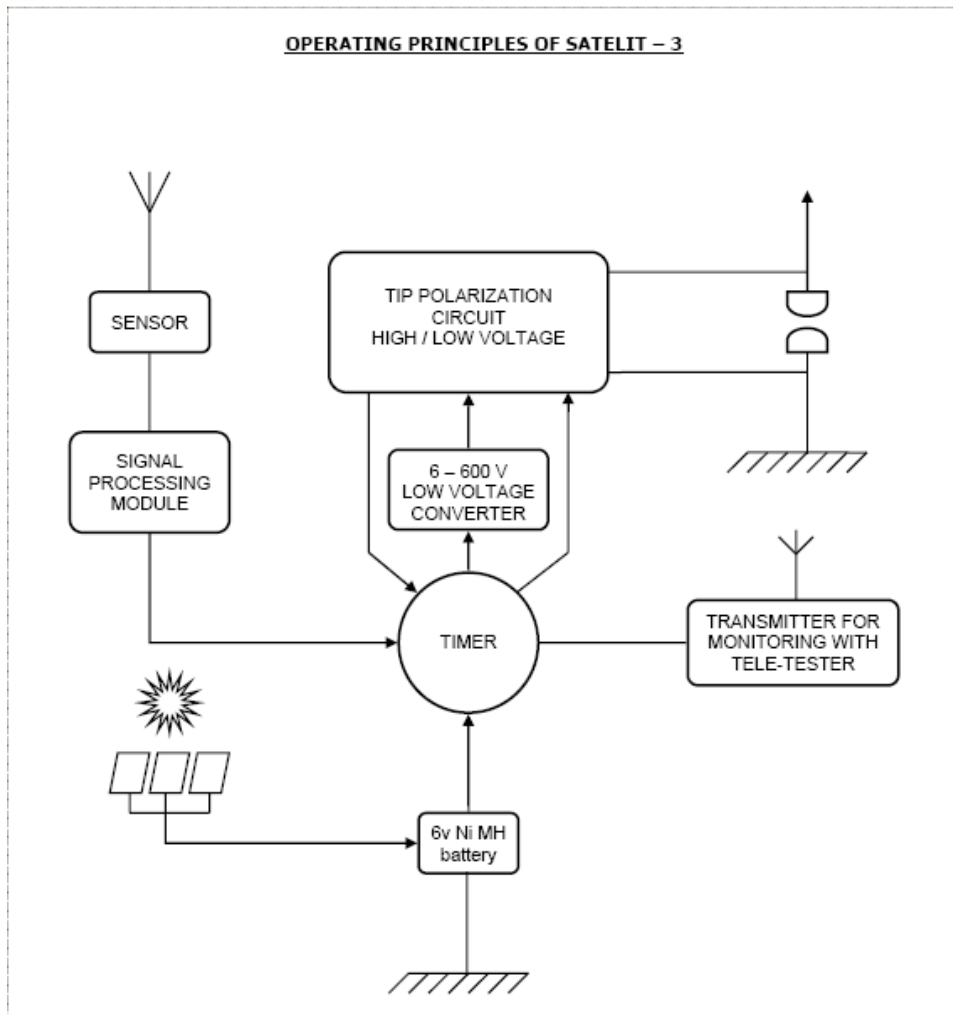 OPERATING PRINCIPLES OF SATELIT – 3
TIP POLARIZATION
CIRCUIT
HIGH / LOW VOLTAGE
SENSOR
SIGNAL
PROCESSING
MODULE
6 – 600 V
LOW VOLTAGE
CONVERTER
TIMER
TRANSMITTER FOR
MONITORING WITH
TELE-TESTER
6v Ni MH
battery